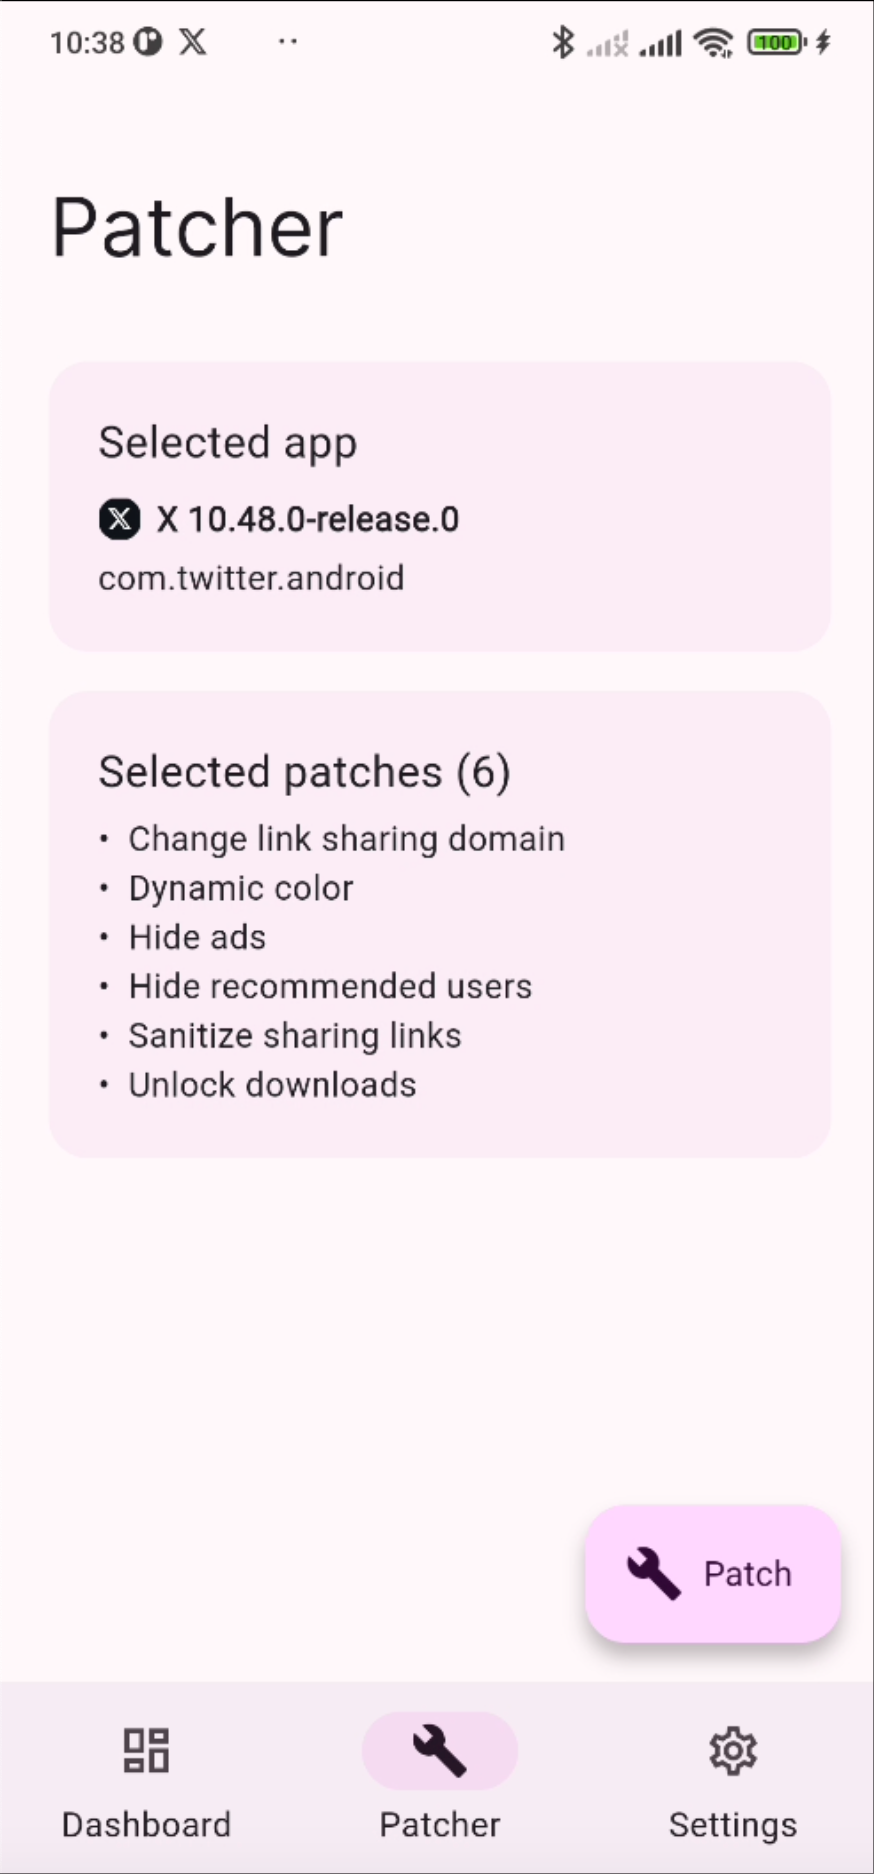 10:38
100
Patcher
Selected app
X 10.48.0-release.0
com.twitter.android
Selected patches (6)
• Change link sharing domain
• Dynamic color
• Hide ads
• Hide recommended users
• Sanitize sharing links
• Unlock downloads
Patch
Dashboard
Patcher
Settings